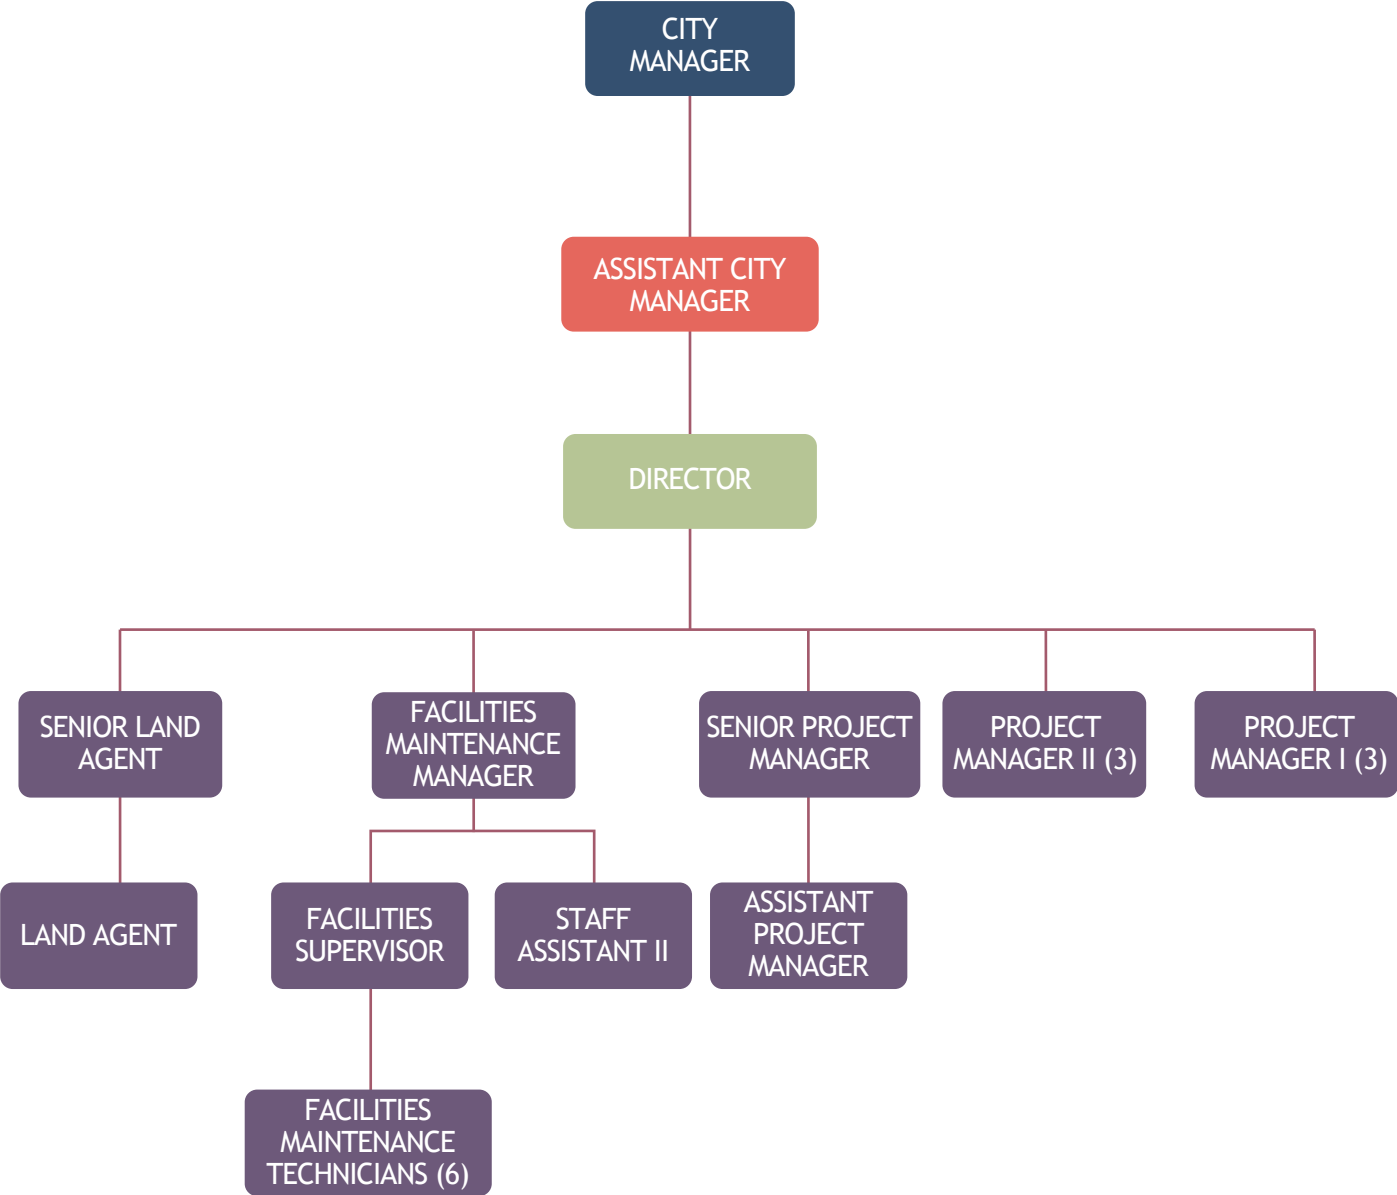 CITY
MANAGER
ASSISTANT CITY
MANAGER
DIRECTOR
SENIOR LAND
AGENT
FACILITIES
MAINTENANCE
MANAGER
SENIOR PROJECT
MANAGER
PROJECT
MANAGER II (3)
PROJECT
MANAGER I (3)
LAND AGENT
FACILITIES
SUPERVISOR
STAFF
ASSISTANT II
ASSISTANT
PROJECT
MANAGER
FACILITIES
MAINTENANCE
TECHNICIANS (6)